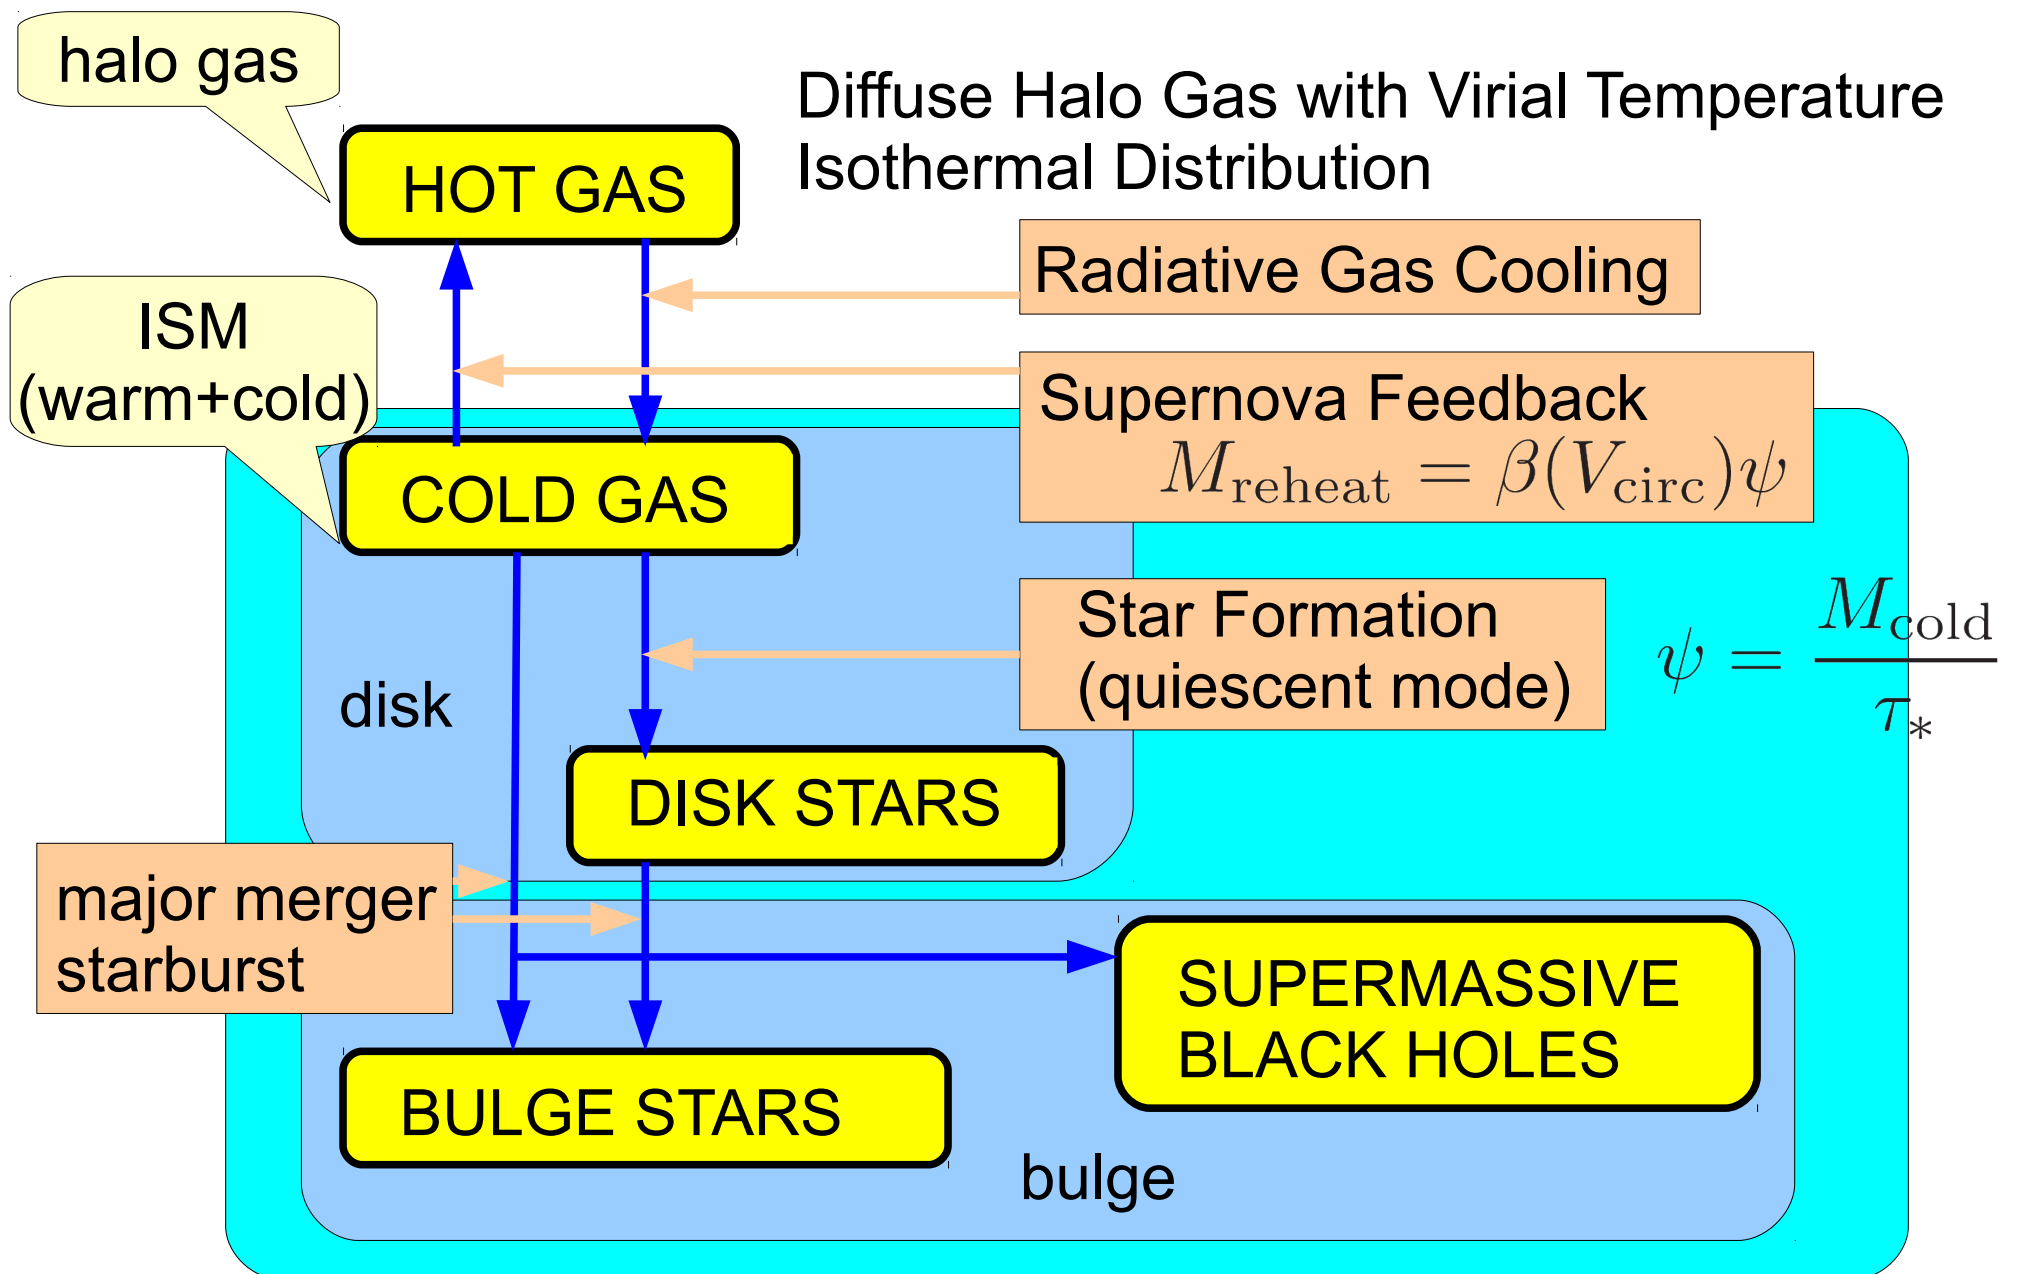 halo gas
Diffuse Halo Gas with Virial Temperature
Isothermal Distribution
HOT GAS
Radiative Gas Cooling
ISM
(warm+cold)
Supernova Feedback
M_reheat = β(V_circ)ψ
COLD GAS
Star Formation
(quiescent mode)
ψ = M_cold / τ_*
disk
DISK STARS
major merger
starburst
SUPERMASSIVE
BLACK HOLES
BULGE STARS
bulge